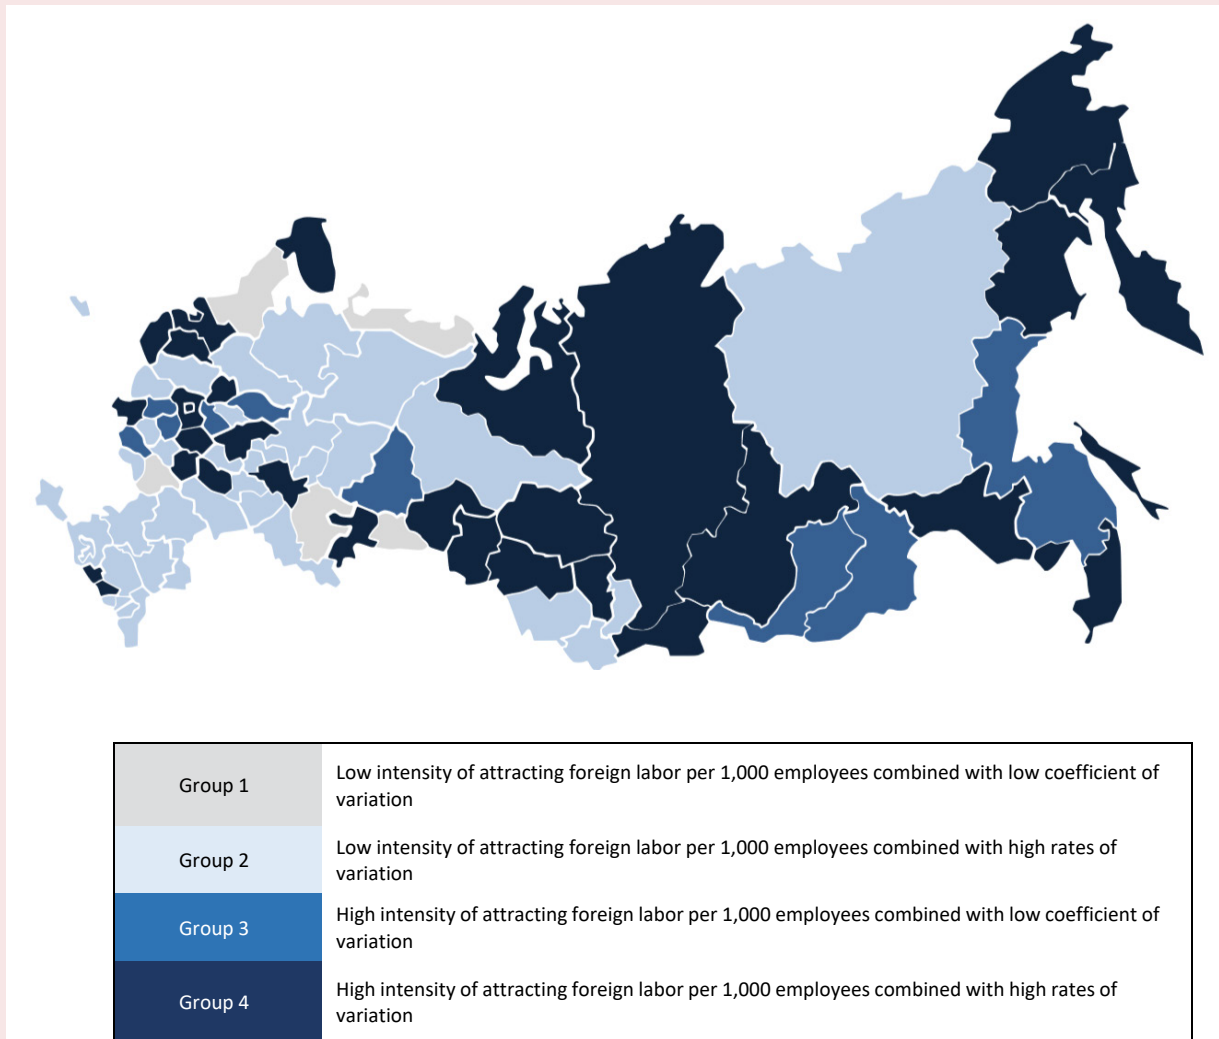 Group 1
Low intensity of attracting foreign labor per 1,000 employees combined with low coefficient of
variation
Group 2
Low intensity of attracting foreign labor per 1,000 employees combined with high rates of
variation
Group 3
High intensity of attracting foreign labor per 1,000 employees combined with low coefficient of
variation
Group 4
High intensity of attracting foreign labor per 1,000 employees combined with high rates of
variation